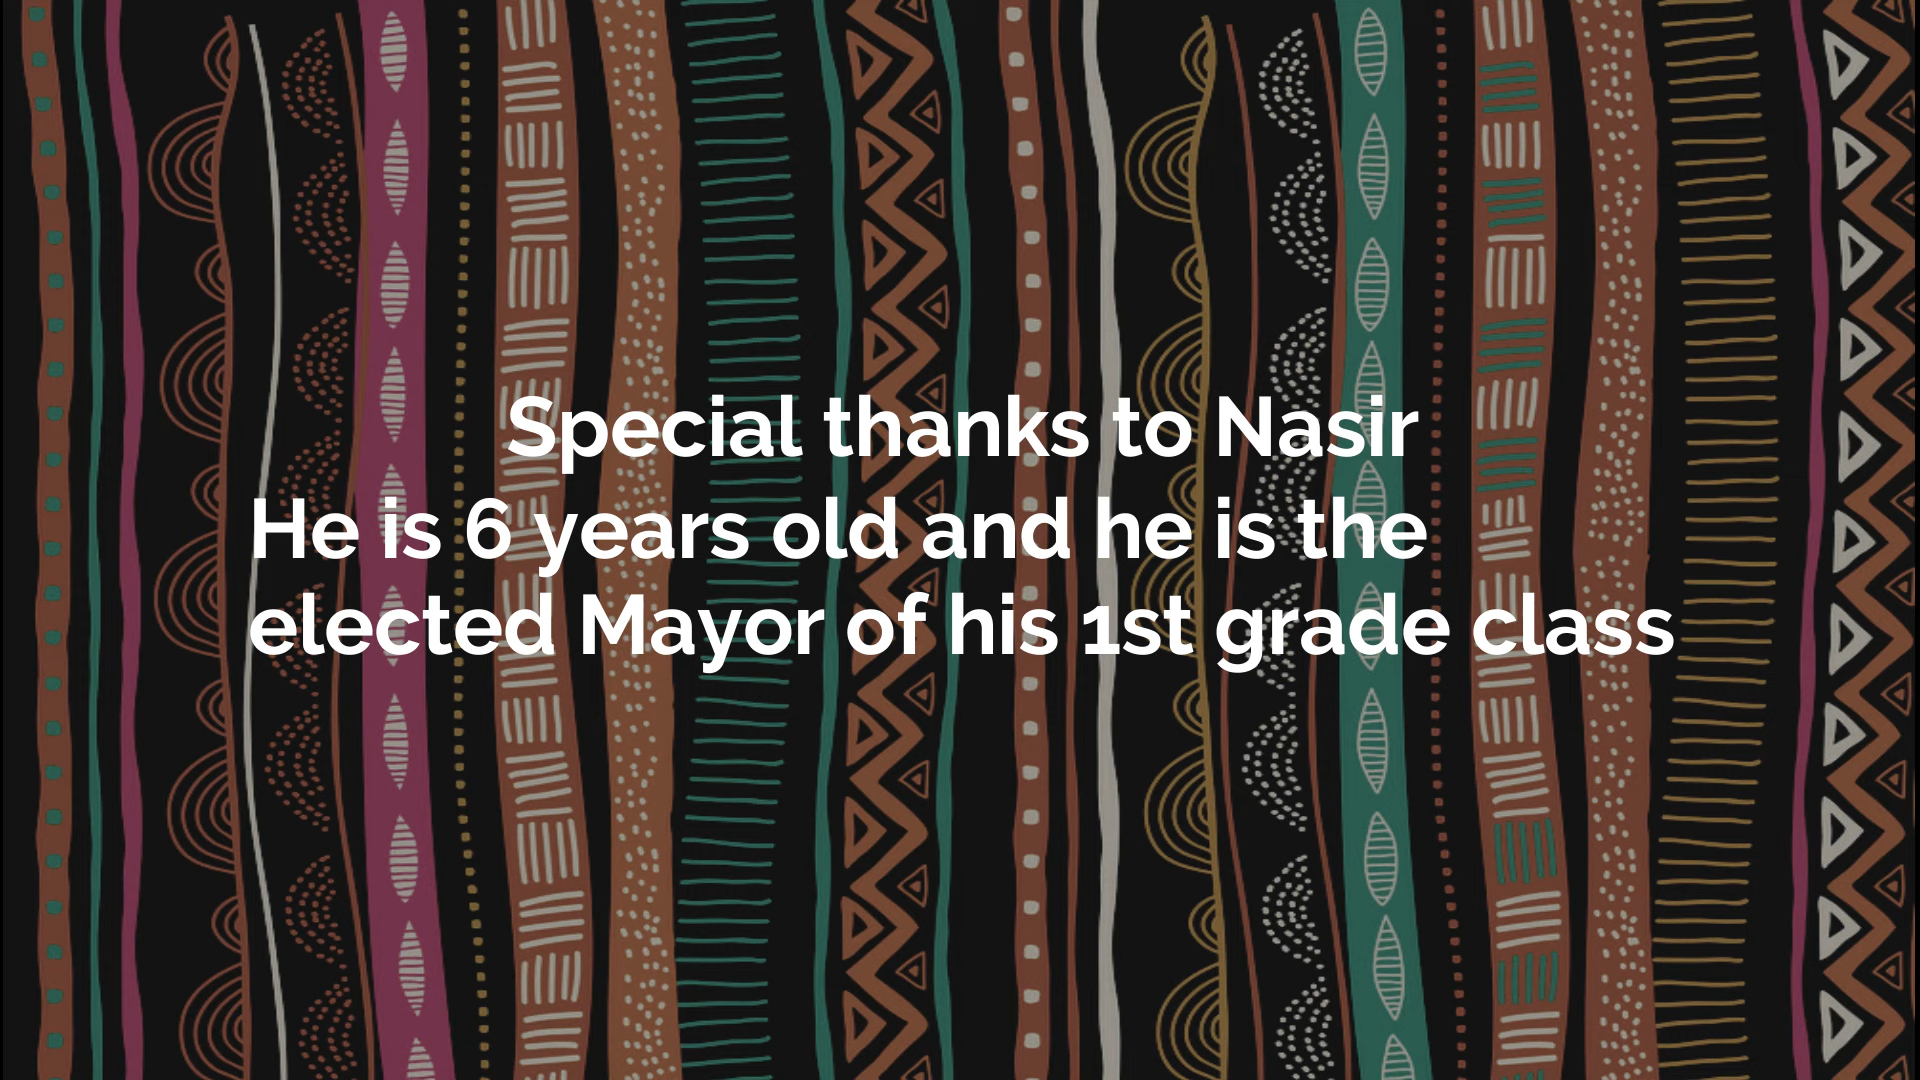 Special thanks to Nasir
He is 6 years old and he is the
elected Mayor of his 1st grade class